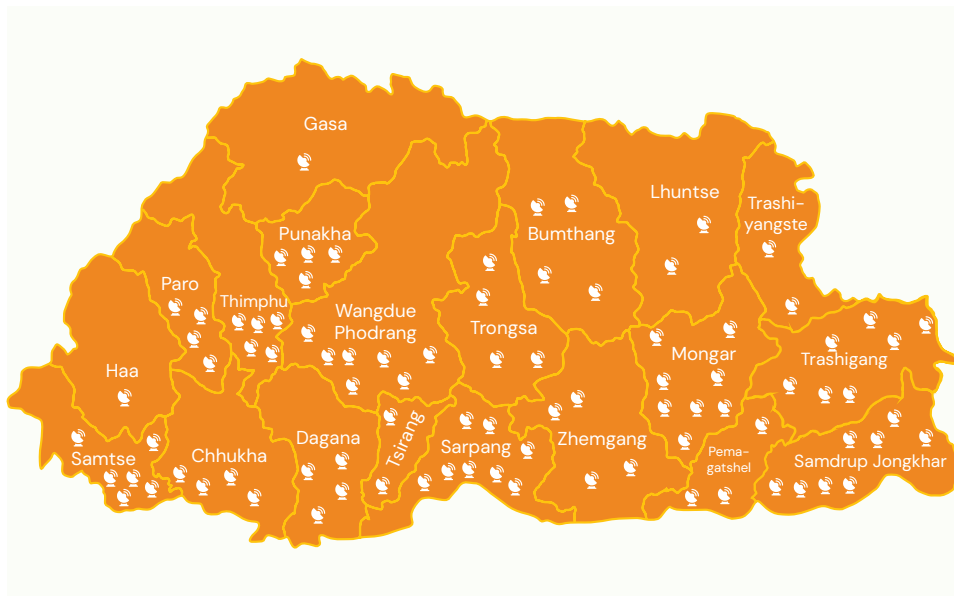 Gasa
Lhuntse
Trashi-
yangste
Punakha
Bumthang
Paro
Thimphu
Wangdue
Phodrang
Trongsa
Mongar
Trashigang
Haa
Tsirang
Dagana
Sarpang
Zhemgang
Pema-
gatshel
Samtse
Chhukha
Samdrup Jongkhar